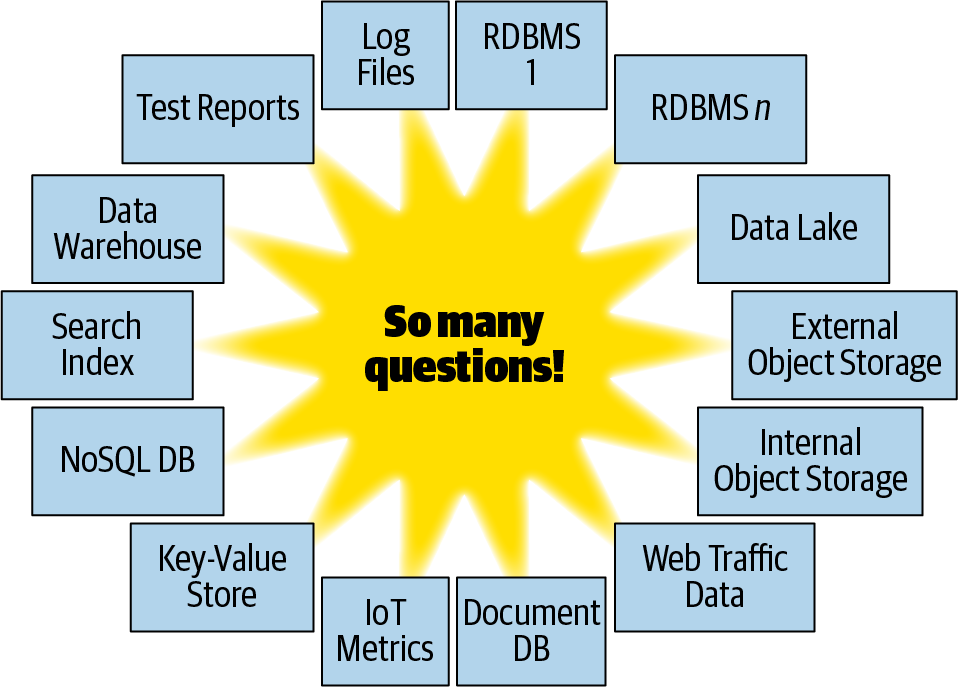 Log
Files
RDBMS
1
Test Reports
RDBMS n
Data
Warehouse
Data Lake
Search
Index
So many
questions!
External
Object Storage
NoSQL DB
Internal
Object Storage
Key-Value
Store
Web Traffic
Data
IoT
Metrics
Document
DB